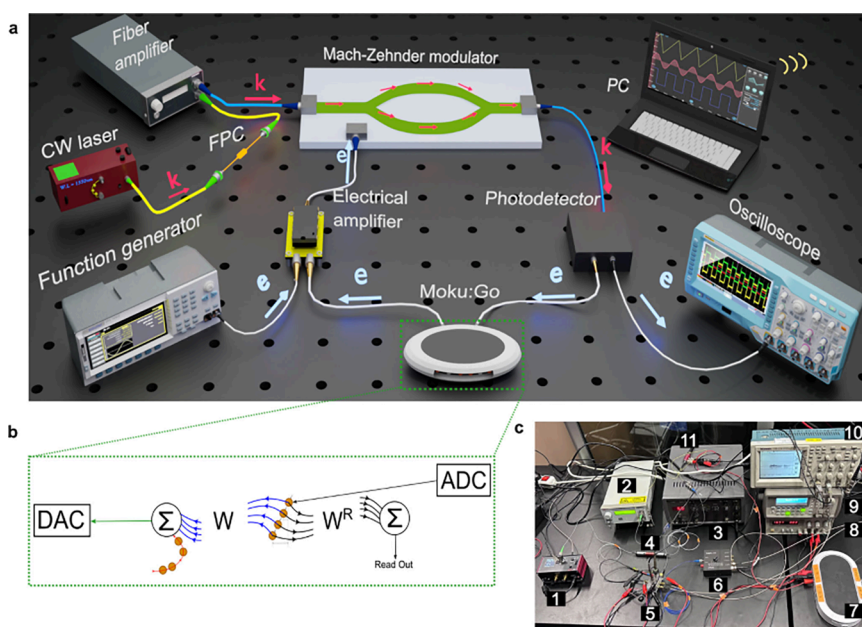 a
Fiber
amplifier
Mach-Zehnder modulator
k
PC
CW laser
FPC
k
k
e
Electrical
amplifier
Photodetector
Oscilloscope
Function generator
e
e
Moku:Go
e
e
b
c
ADC
DAC
Σ
W
W^R
Σ
Read Out
1
2
3
4
5
6
7
8
9
10
11